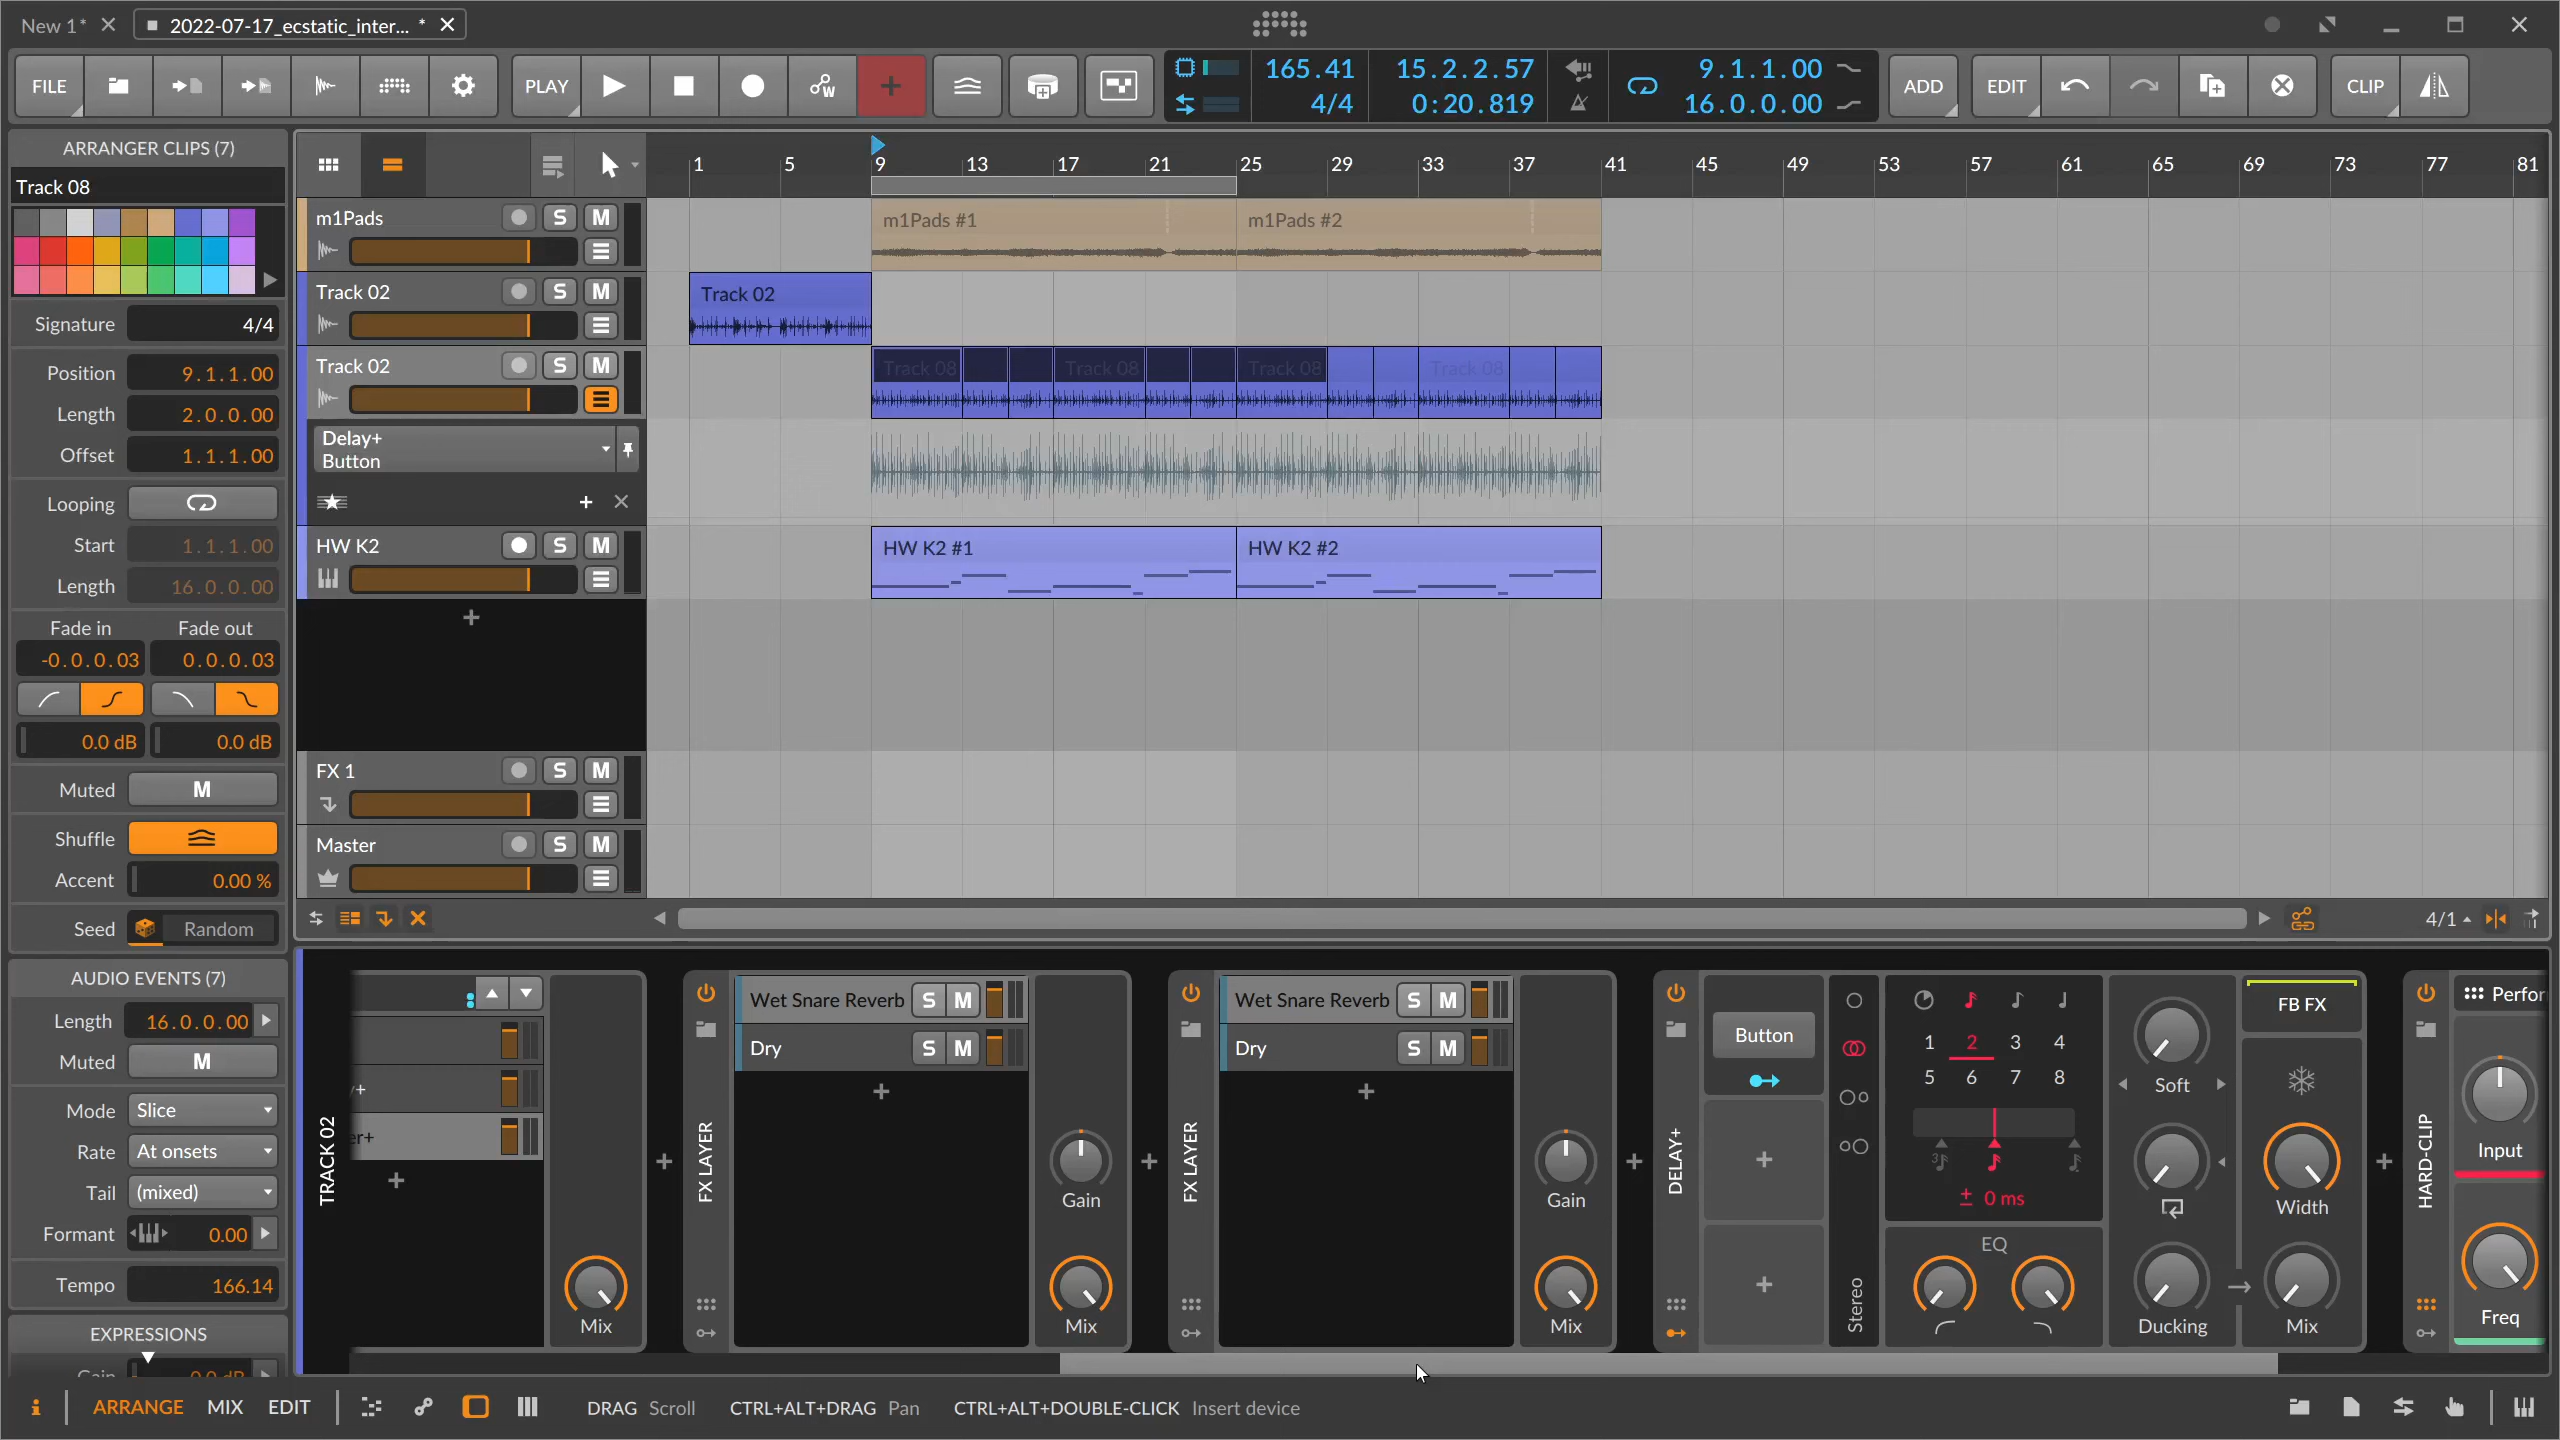 New 1*
2022-07-17_ecstatic_inter... *
FILE
PLAY
165.41
4/4
15.2.2.57
0:20.819
9.1.1.00
16.0.0.00
ADD
EDIT
CLIP
ARRANGER CLIPS (7)
Track 08
Signature 4/4
Position 9.1.1.00
Length 2.0.0.00
Offset 1.1.1.00
Looping
Start 1.1.1.00
Length 16.0.0.00
Fade in Fade out
-0.0.0.03 0.0.0.03
0.0 dB 0.0 dB
Muted M
Shuffle
Accent 0.00 %
Seed Random
AUDIO EVENTS (7)
Length 16.0.0.00
Muted M
Mode Slice
Rate At onsets
Tail (mixed)
Formant 0.00
Tempo 166.14
EXPRESSIONS
1 5 9 13 17 21 25 29 33 37 41 45 49 53 57 61 65 69 73 77 81
m1Pads S M
m1Pads #1 m1Pads #2
Track 02 S M
Track 02
Track 02 S M
Track 08 Track 08 Track 08 Track 08
Delay+
Button
HW K2 S M
HW K2 #1 HW K2 #2
FX 1 S M
Master S M
4/1
TRACK 02
Mix
FX LAYER
Wet Snare Reverb S M
Dry S M
Gain
Mix
FX LAYER
Wet Snare Reverb S M
Dry S M
Gain
Mix
DELAY+
Button
Stereo
1 2 3 4
5 6 7 8
3
± 0 ms
EQ
Soft
Ducking
FB FX
Width
Mix
HARD-CLIP
Perfor
Input
Freq
i ARRANGE MIX EDIT
DRAG Scroll CTRL+ALT+DRAG Pan CTRL+ALT+DOUBLE-CLICK Insert device